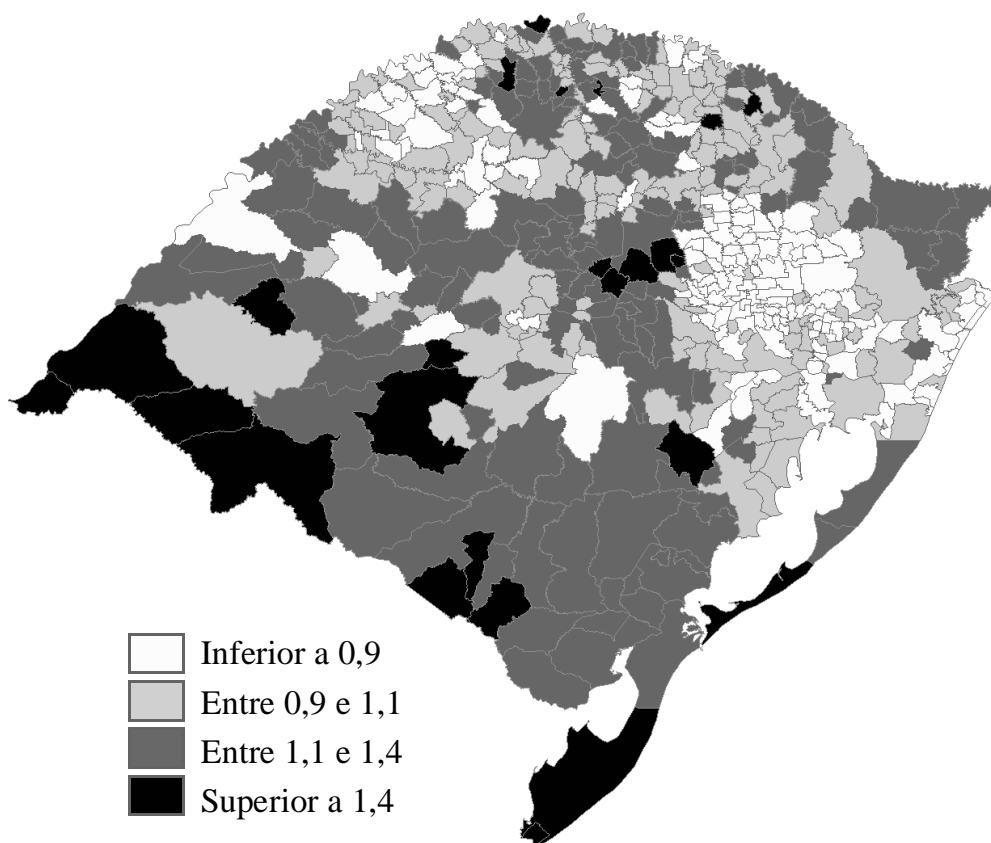 Inferior a 0,9
Entre 0,9 e 1,1
Entre 1,1 e 1,4
Superior a 1,4